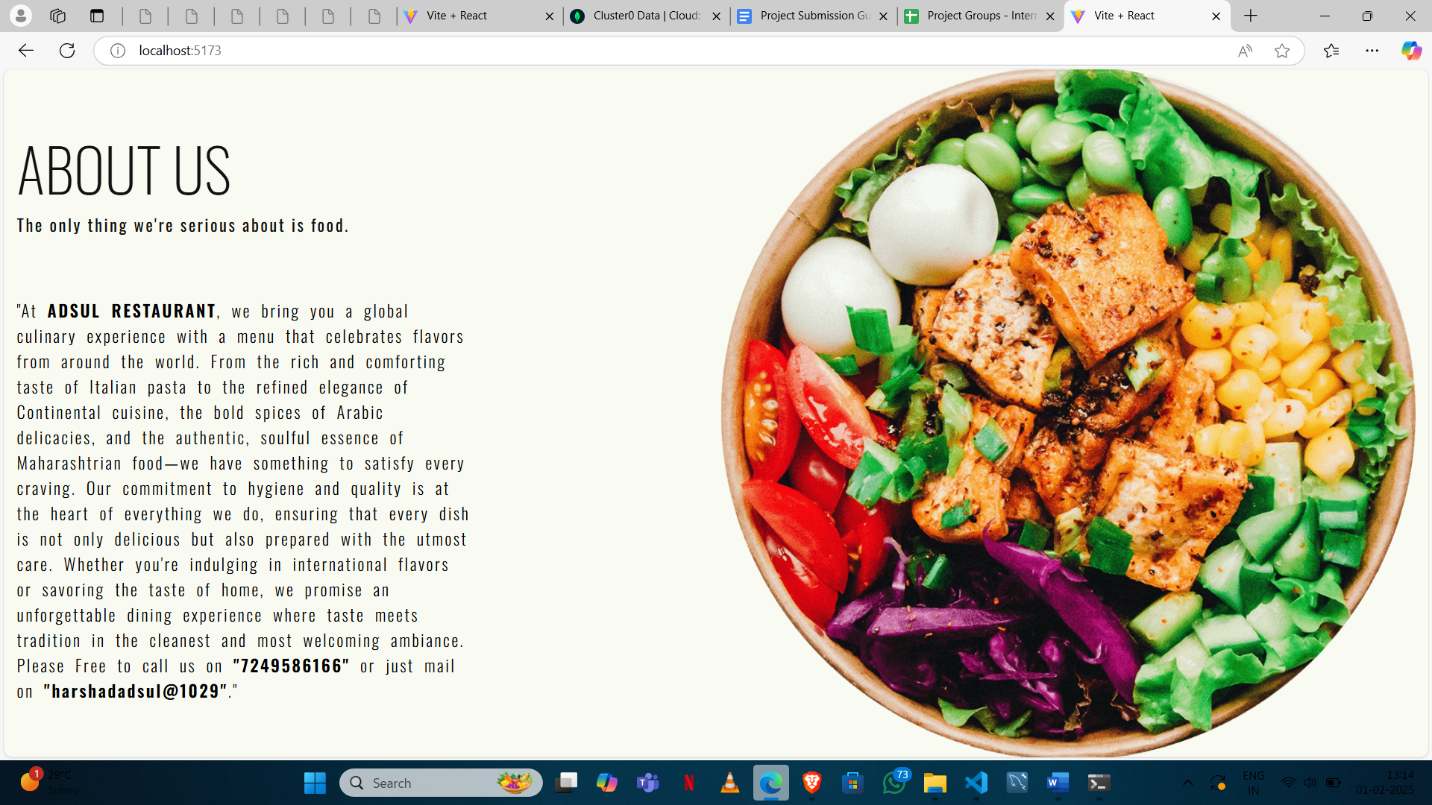 Vite + React
Cluster0 Data | Cloud:
Project Submission Gu
Project Groups - Intern
Vite + React
localhost:5173
ABOUT US
The only thing we're serious about is food.
"At ADSUL RESTAURANT, we bring you a global
culinary experience with a menu that celebrates flavors
from around the world. From the rich and comforting
taste of Italian pasta to the refined elegance of
Continental cuisine, the bold spices of Arabic
delicacies, and the authentic, soulful essence of
Maharashtrian food—we have something to satisfy every
craving. Our commitment to hygiene and quality is at
the heart of everything we do, ensuring that every dish
is not only delicious but also prepared with the utmost
care. Whether you're indulging in international flavors
or savoring the taste of home, we promise an
unforgettable dining experience where taste meets
tradition in the cleanest and most welcoming ambiance.
Please Free to call us on "7249586166" or just mail
on "harshadadsul@1029"."
1
29°C
Sunny
Search
73
ENG
IN
13:14
01-02-2025